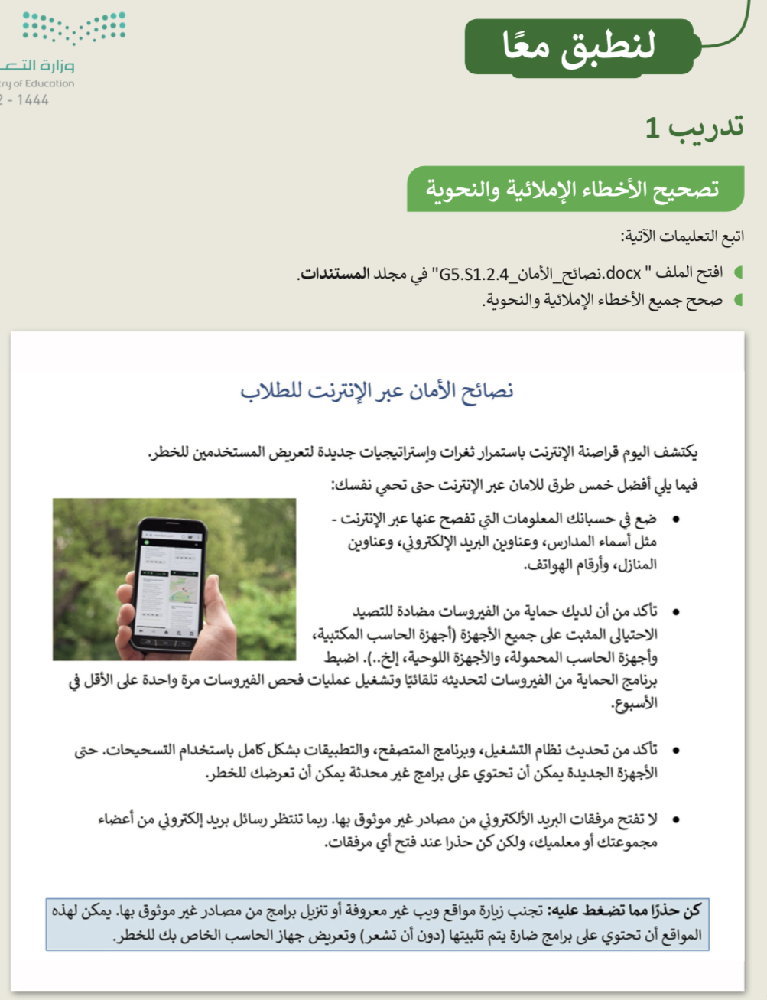 لنطبق معًا
وزارة التـعـ
ry of Education
2 - 1444
تدريب 1
تصحيح الأخطاء الإملائية والنحوية
اتبع التعليمات الآتية:
افتح الملف " G5.S1.2.4_نصائح_الأمان.docx" في مجلد المستندات.
صحح جميع الأخطاء الإملائية والنحوية.
نصائح الأمان عبر الإنترنت للطلاب
يكتشف اليوم قراصنة الإنترنت باستمرار ثغرات وإستراتيجيات جديدة لتعريض المستخدمين للخطر.
فيما يلي أفضل خمس طرق للامان عبر الإنترنت حتى تحمي نفسك:
• ضع في حسبانك المعلومات التي تفصح عنها عبر الإنترنت -
مثل أسماء المدارس، وعناوين البريد الإلكتروني، وعناوين
المنازل، وأرقام الهواتف.
• تأكد من أن لديك حماية من الفيروسات مضادة للتصيد
الاحتيالى المثبت على جميع الأجهزة (أجهزة الحاسب المكتبية،
وأجهزة الحاسب المحمولة، والأجهزة اللوحية، إلخ..). اضبط
برنامج الحماية من الفيروسات لتحديثه تلقائيًا وتشغيل عمليات فحص الفيروسات مرة واحدة على الأقل في
الأسبوع.
• تأكد من تحديث نظام التشغيل، وبرنامج المتصفح، والتطبيقات بشكل كامل باستخدام التسحيحات. حتى
الأجهزة الجديدة يمكن أن تحتوي على برامج غير محدثة يمكن أن تعرضك للخطر.
• لا تفتح مرفقات البريد الألكتروني من مصادر غير موثوق بها. ربما تنتظر رسائل بريد إلكتروني من أعضاء
مجموعتك أو معلميك، ولكن كن حذرا عند فتح أي مرفقات.
كن حذرًا مما تضغط عليه: تجنب زيارة مواقع ويب غير معروفة أو تنزيل برامج من مصادر غير موثوق بها. يمكن لهذه
المواقع أن تحتوي على برامج ضارة يتم تثبيتها (دون أن تشعر) وتعريض جهاز الحاسب الخاص بك للخطر.